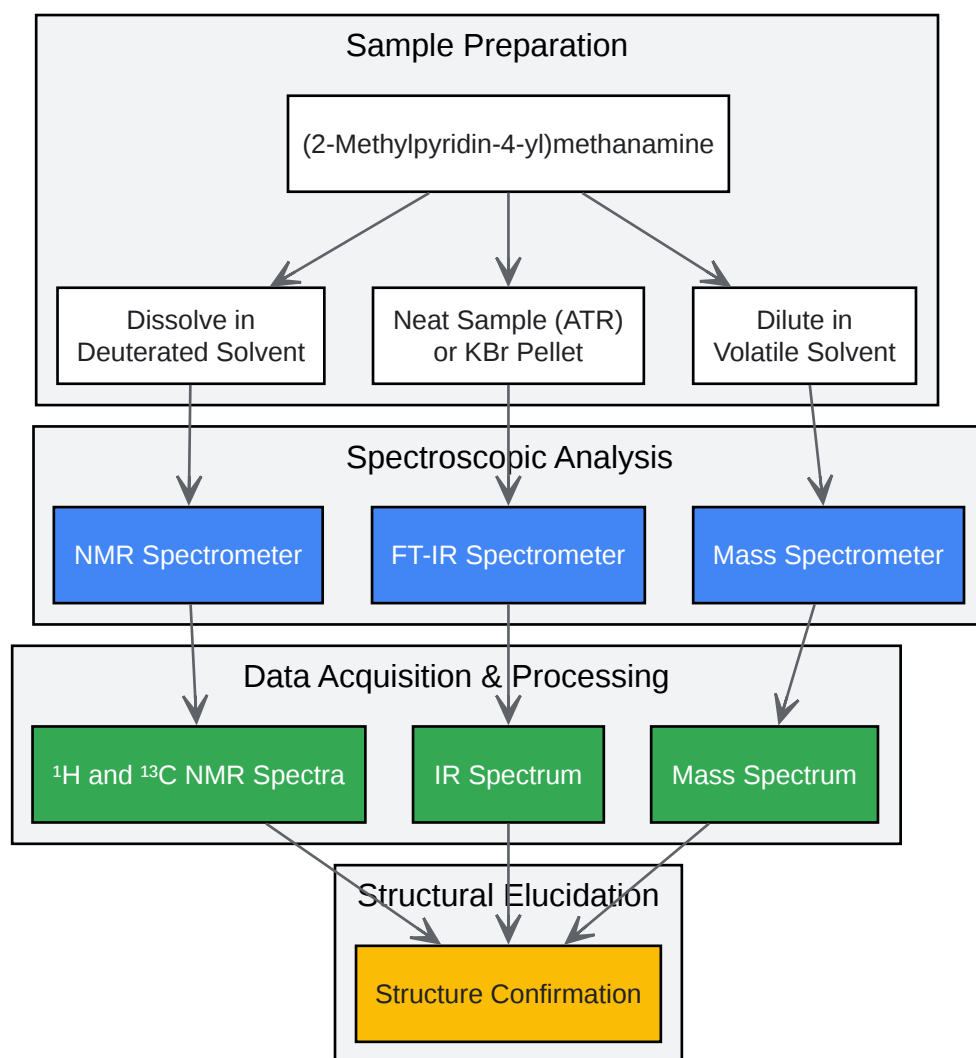 Sample Preparation
(2-Methylpyridin-4-yl)methanamine
Dissolve in
Deuterated Solvent
Neat Sample (ATR)
or KBr Pellet
Dilute in
Volatile Solvent
Spectroscopic Analysis
NMR Spectrometer
FT-IR Spectrometer
Mass Spectrometer
Data Acquisition & Processing
¹H and ¹³C NMR Spectra
IR Spectrum
Mass Spectrum
Structural Elucidation
Structure Confirmation